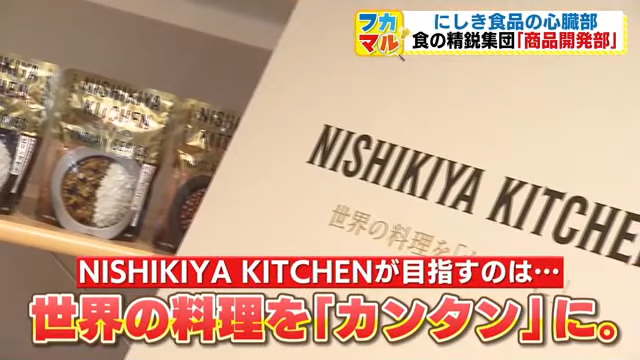 フカマル
にしき食品の心臓部
食の精鋭集団「商品開発部」
NISHIKIYA
KITCHEN
NISHIKIYA KITCHEN
世界の料理を「
NISHIKIYA KITCHENが目指すのは…
世界の料理を「カンタン」に。